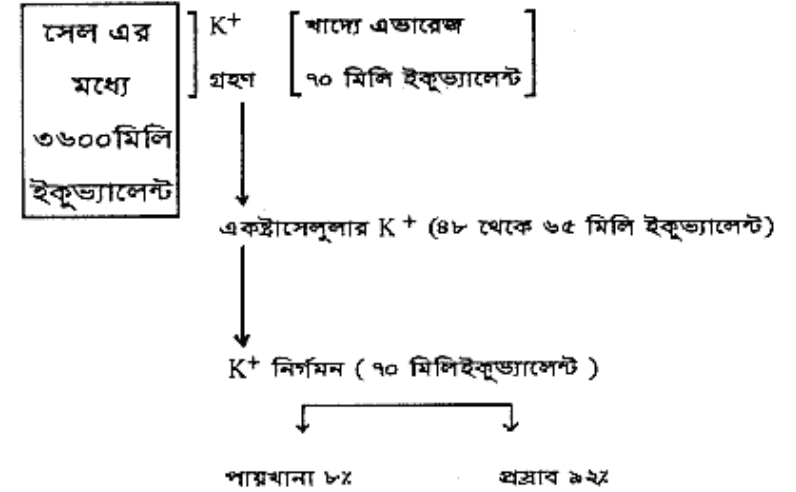 সেল এর
মধ্যে
৩৬০০মিলি
ইকুভ্যালেন্ট
K+
গ্রহণ
খাদ্যে এভারেজ
৭০ মিলি ইকুভ্যালেন্ট
একস্ট্রাসেলুলার K + (৪৮ থেকে ৬৫ মিলি ইকুভ্যালেন্ট)
K+ নির্গমন ( ৭০ মিলিইকুভ্যালেন্ট )
পায়খানা ৮% প্রস্রাব ৯২%